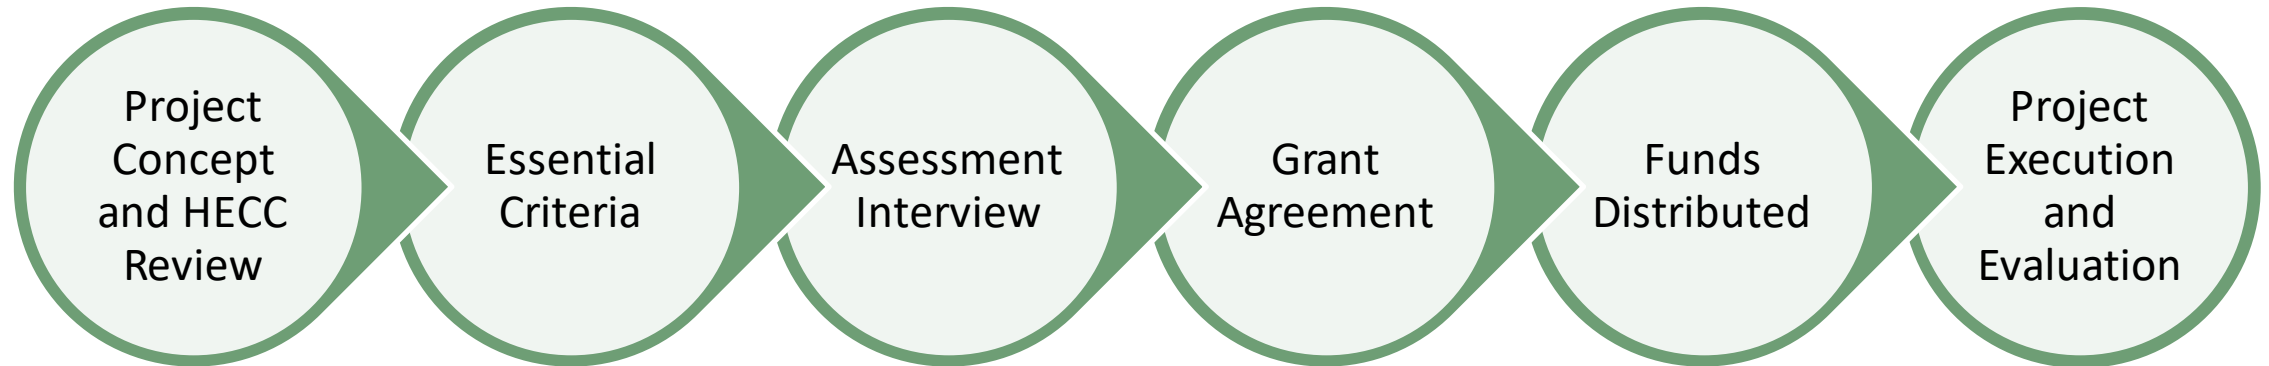 Project
Concept
and HECC
Review
Essential
Criteria
Assessment
Interview
Grant
Agreement
Funds
Distributed
Project
Execution
and
Evaluation